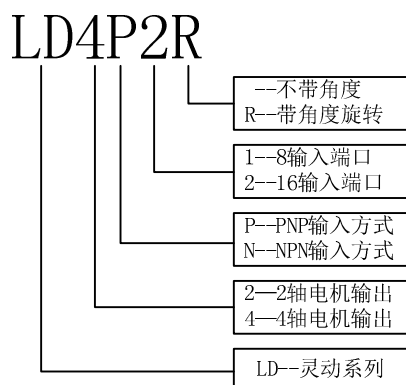 LD4P2R
--不带角度
R--带角度旋转
1--8输入端口
2--16输入端口
P--PNP输入方式
N--NPN输入方式
2—2轴电机输出
4—4轴电机输出
LD--灵动系列